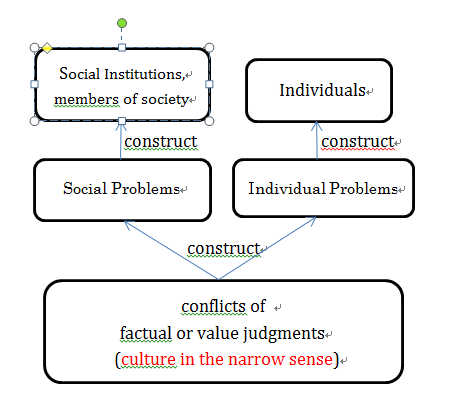 Social Institutions,
members of society
Individuals
construct
construct
Social Problems
Individual Problems
construct
conflicts of
factual or value judgments
(culture in the narrow sense)